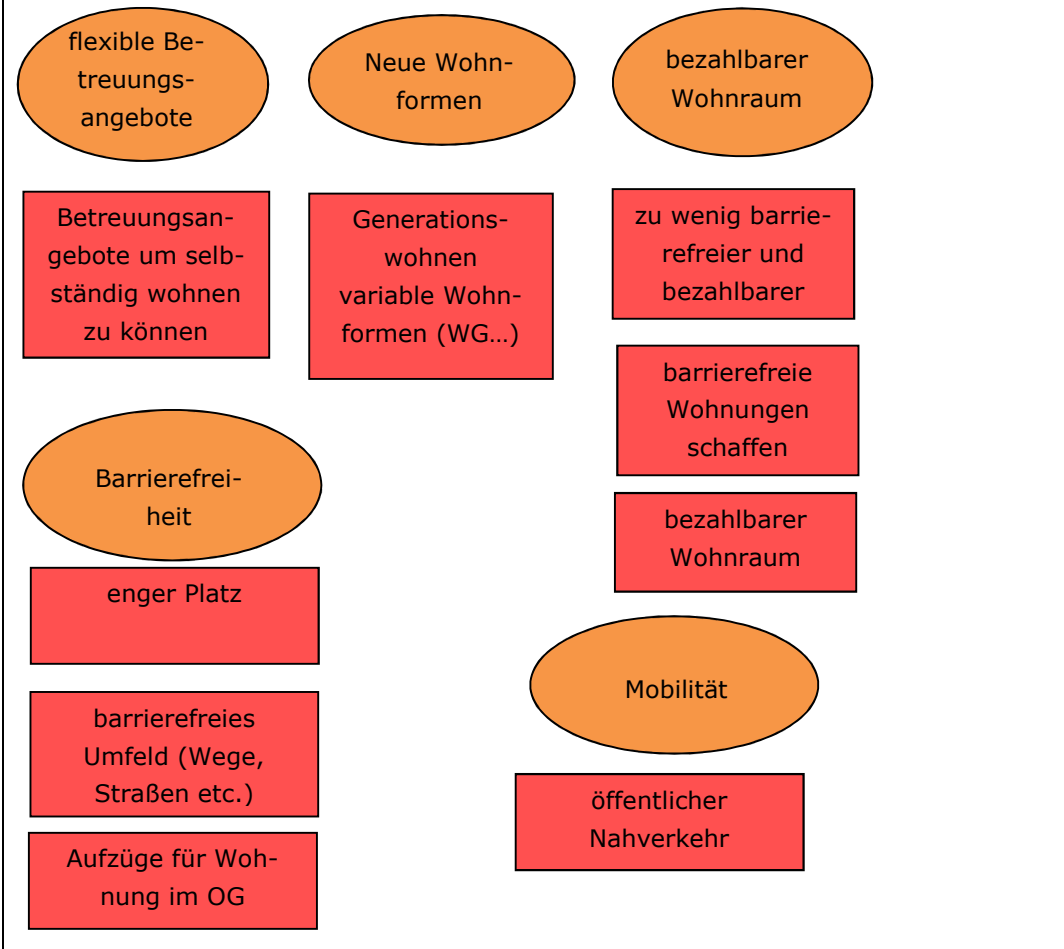 flexible Be-
treuungs-
angebote
Neue Wohn-
formen
bezahlbarer
Wohnraum
Betreuungsan-
gebote um selb-
ständig wohnen
zu können
Generations-
wohnen
variable Wohn-
formen (WG…)
zu wenig barrie-
refreier und
bezahlbarer
barrierefreie
Wohnungen
schaffen
bezahlbarer
Wohnraum
Barrierefrei-
heit
enger Platz
barrierefreies
Umfeld (Wege,
Straßen etc.)
Aufzüge für Woh-
nung im OG
Mobilität
öffentlicher
Nahverkehr